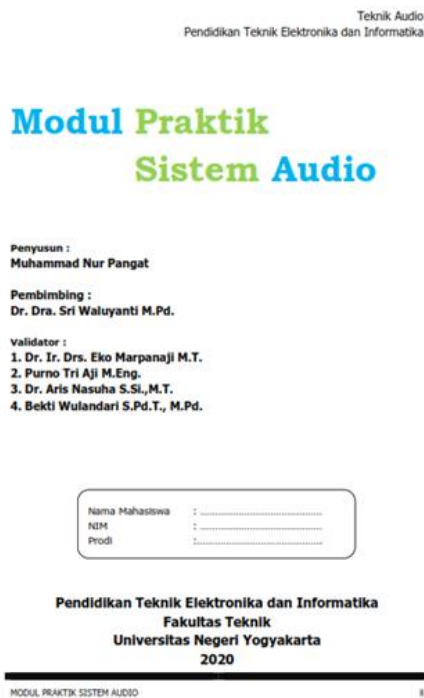 Teknik Audio
Pendidikan Teknik Elektronika dan Informatika
Modul Praktik
Sistem Audio
Penyusun :
Muhammad Nur Pangat
Pembimbing :
Dr. Dra. Sri Waluyanti M.Pd.
Validator :
1. Dr. Ir. Drs. Eko Marpanaji M.T.
2. Purno Tri Aji M.Eng.
3. Dr. Aris Nasuha S.Si.,M.T.
4. Bekti Wulandari S.Pd.T., M.Pd.
Nama Mahasiswa : ........................................
NIM : ........................................
Prodi :........................................
Pendidikan Teknik Elektronika dan Informatika
Fakultas Teknik
Universitas Negeri Yogyakarta
2020
MODUL PRAKTIK SISTEM AUDIO